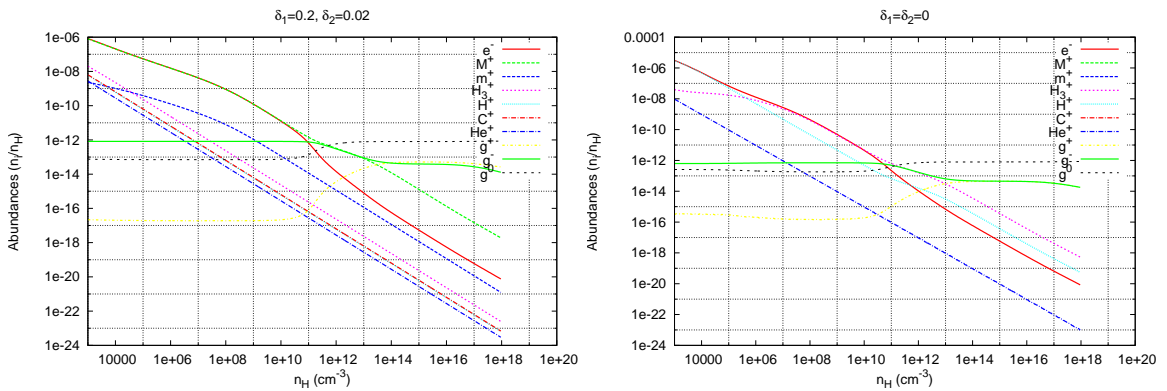 δ1=0.2, δ2=0.02
Abundances (ni/nH)
1e-06
1e-08
1e-10
1e-12
1e-14
1e-16
1e-18
1e-20
1e-22
1e-24
e-
M+
m+
H3+
H+
C+
He+
g+
g-
g0
10000 1e+06 1e+08 1e+10 1e+12 1e+14 1e+16 1e+18 1e+20
nH (cm-3)
δ1=δ2=0
Abundances (ni/nH)
0.0001
1e-06
1e-08
1e-10
1e-12
1e-14
1e-16
1e-18
1e-20
1e-22
1e-24
e-
M+
m+
H3+
H+
C+
He+
g+
g-
g0
10000 1e+06 1e+08 1e+10 1e+12 1e+14 1e+16 1e+18 1e+20
nH (cm-3)